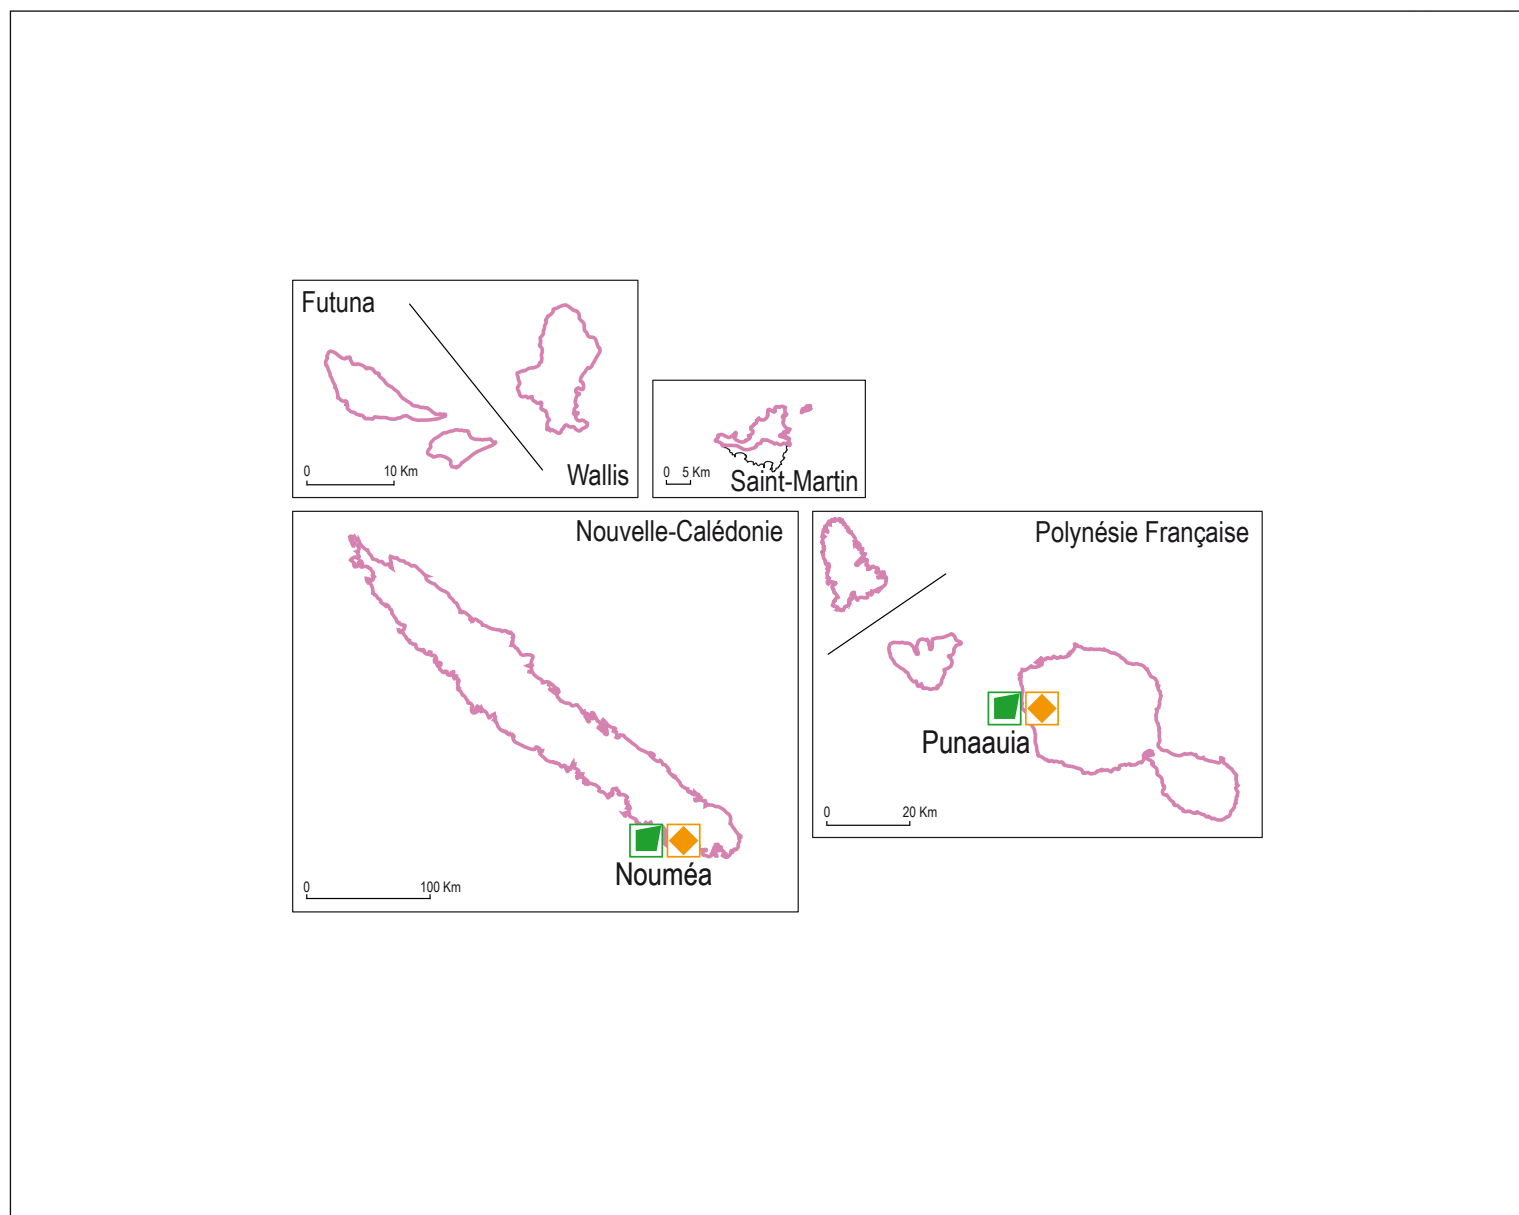 Futuna
Wallis
0 10 Km
0 5 Km
Saint-Martin
Nouvelle-Calédonie
Nouméa
0 100 Km
Polynésie Française
Punaauia
0 20 Km